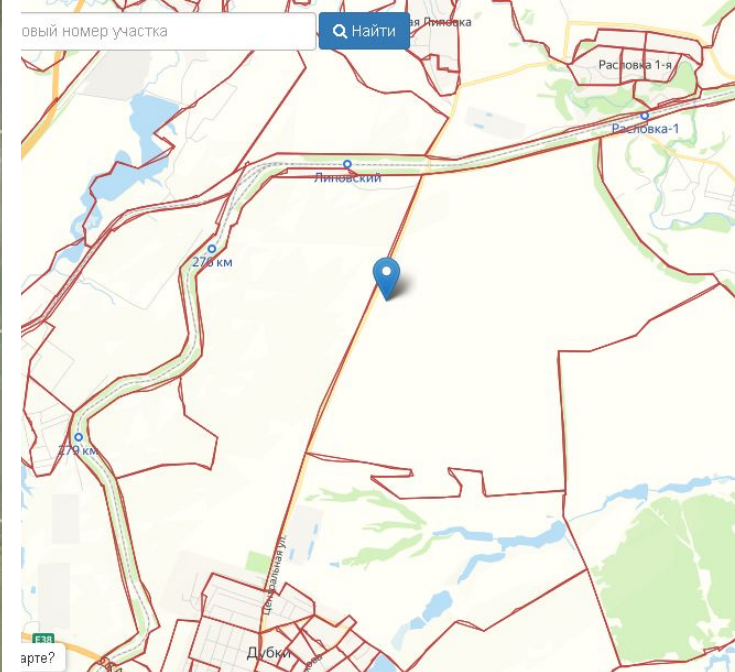 овый номер участка
Найти
ая Липовка
Расловка 1-я
Расловка-1
Липовский
276 км
279 км
Центральная ул.
Дубки
E38
арте?